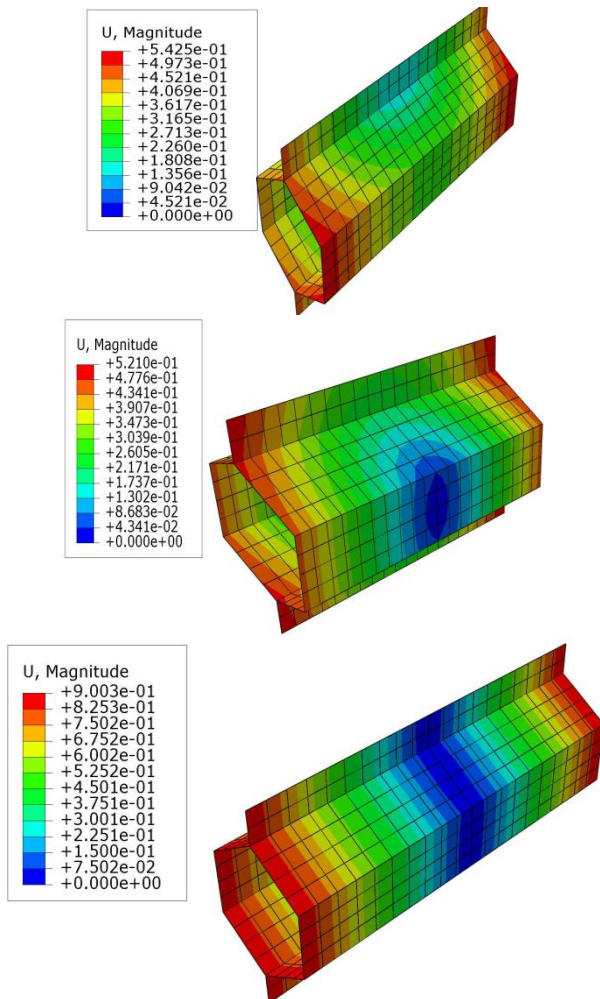 U, Magnitude
+5.425e-01
+4.973e-01
+4.521e-01
+4.069e-01
+3.617e-01
+3.165e-01
+2.713e-01
+2.260e-01
+1.808e-01
+1.356e-01
+9.042e-02
+4.521e-02
+0.000e+00
U, Magnitude
+5.210e-01
+4.776e-01
+4.341e-01
+3.907e-01
+3.473e-01
+3.039e-01
+2.605e-01
+2.171e-01
+1.737e-01
+1.302e-01
+8.683e-02
+4.341e-02
+0.000e+00
U, Magnitude
+9.003e-01
+8.253e-01
+7.502e-01
+6.752e-01
+6.002e-01
+5.252e-01
+4.501e-01
+3.751e-01
+3.001e-01
+2.251e-01
+1.500e-01
+7.502e-02
+0.000e+00